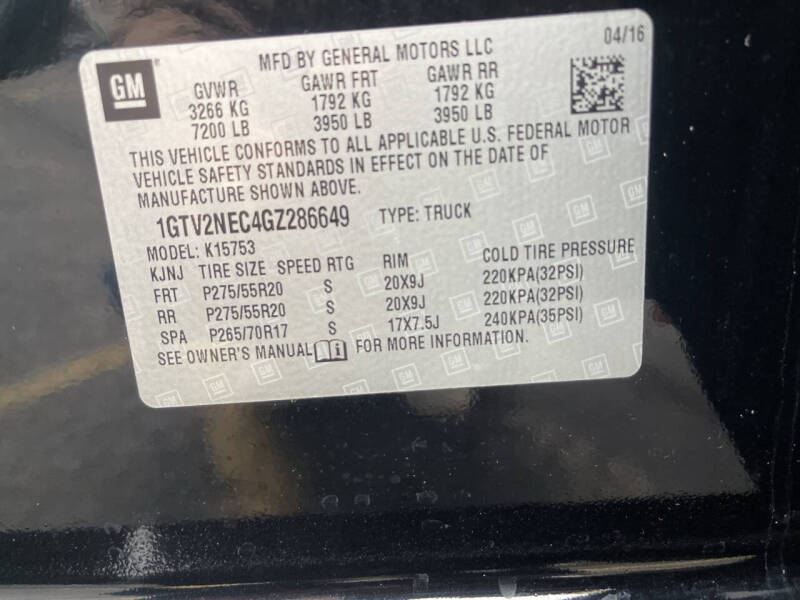 GM
MFD BY GENERAL MOTORS LLC
04/16
GVWR GAWR FRT GAWR RR
3266 KG 1792 KG 1792 KG
7200 LB 3950 LB 3950 LB
THIS VEHICLE CONFORMS TO ALL APPLICABLE U.S. FEDERAL MOTOR
VEHICLE SAFETY STANDARDS IN EFFECT ON THE DATE OF
MANUFACTURE SHOWN ABOVE.
1GTV2NEC4GZ286649 TYPE: TRUCK
MODEL: K15753
KJNJ TIRE SIZE SPEED RTG RIM COLD TIRE PRESSURE
FRT P275/55R20 S 20X9J 220KPA(32PSI)
RR P275/55R20 S 20X9J 220KPA(32PSI)
SPA P265/70R17 S 17X7.5J 240KPA(35PSI)
SEE OWNER'S MANUAL FOR MORE INFORMATION.